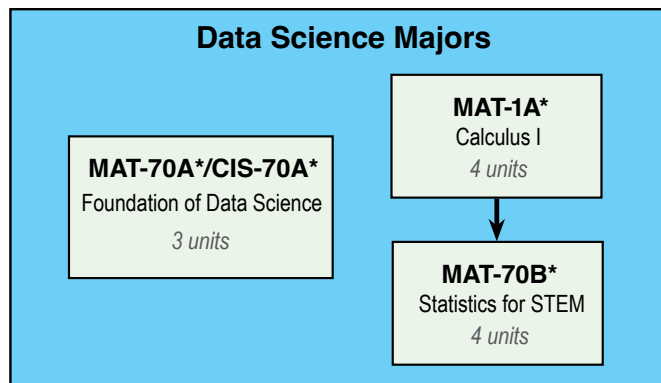 Data Science Majors
MAT-70A*/CIS-70A*
Foundation of Data Science
3 units
MAT-1A*
Calculus I
4 units
MAT-70B*
Statistics for STEM
4 units